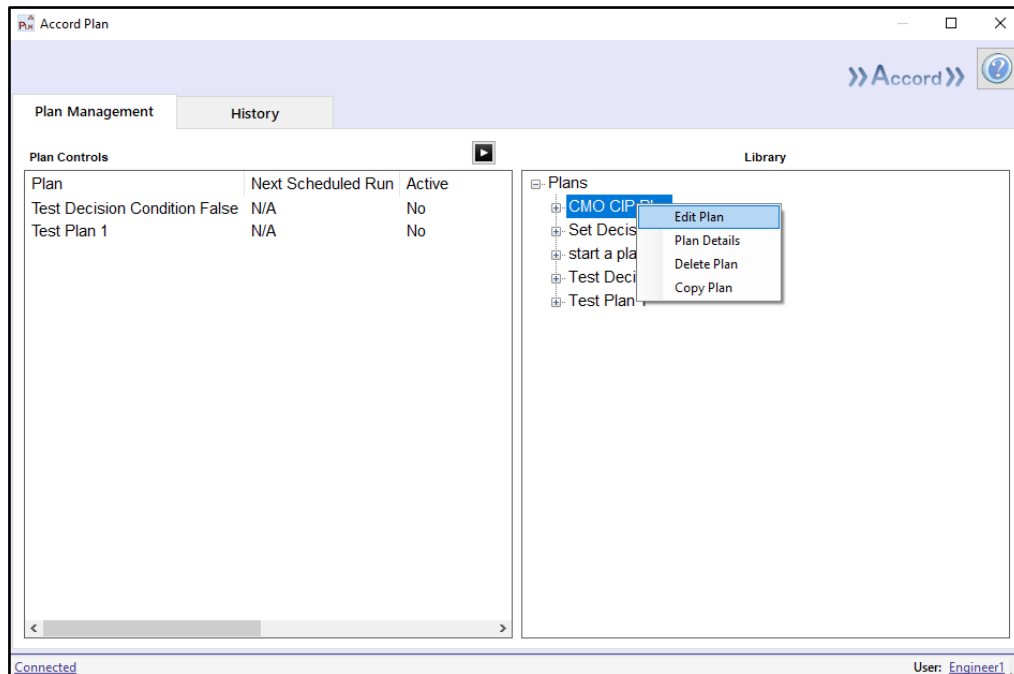 Accord Plan
»Accord»
Plan Management History
Plan Controls
Library
Plan Next Scheduled Run Active
Test Decision Condition False N/A No
Test Plan 1 N/A No
Plans
CMO CIP
Set Decis
start a pla
Test Deci
Test Plan
Edit Plan
Plan Details
Delete Plan
Copy Plan
Connected
User: Engineer1